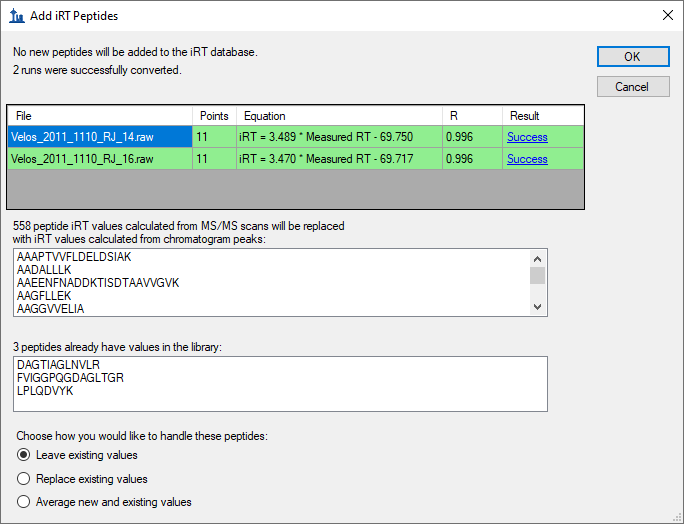 Add iRT Peptides
No new peptides will be added to the iRT database.
2 runs were successfully converted.
OK
Cancel
File Points Equation R Result
Velos_2011_1110_RJ_14.raw 11 iRT = 3.489 * Measured RT - 69.750 0.996 Success
Velos_2011_1110_RJ_16.raw 11 iRT = 3.470 * Measured RT - 69.717 0.996 Success
558 peptide iRT values calculated from MS/MS scans will be replaced
with iRT values calculated from chromatogram peaks:
AAAPTVVFLDELDSIAK
AADALLLK
AAEENFNADDKTISDTAAVVGVK
AAGFLLEK
AAGGVVELIA
3 peptides already have values in the library:
DAGTIAGLNVLR
FVIGGPQGDAGLTGR
LPLQDVYK
Choose how you would like to handle these peptides:
Leave existing values
Replace existing values
Average new and existing values